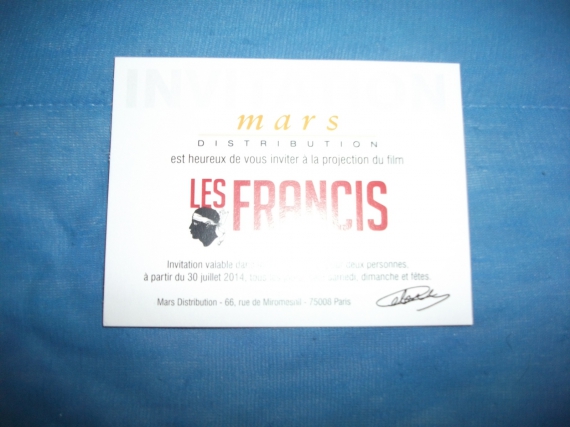 INVITATION
mars
DISTRIBUTION
est heureux de vous inviter à la projection du film
LES FRANCIS
Invitation valable dans deux personnes,
à partir du 30 juillet 2014, samedi, dimanche et fêtes.
Mars Distribution - 66, rue de Miromesnil - 75008 Paris